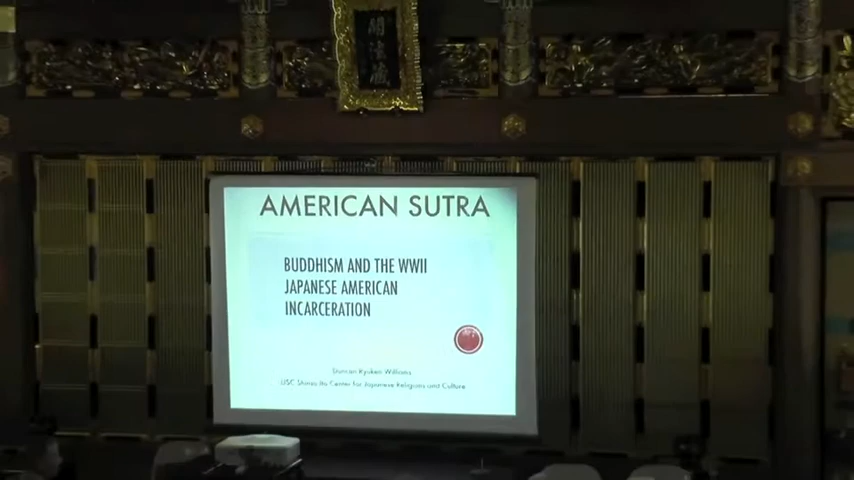 AMERICAN SUTRA
BUDDHISM AND THE WWII
JAPANESE AMERICAN
INCARCERATION
Duncan Ryuken Williams
USC Shinso Ito Center for Japanese Religions and Culture